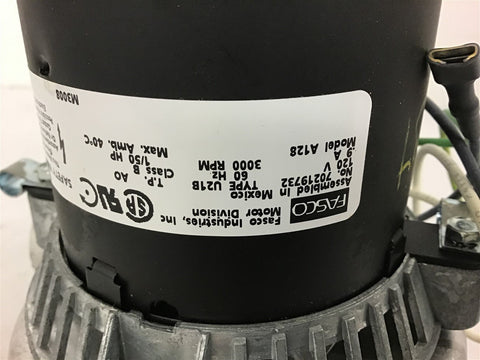 FASCO
Fasco Industries, Inc
Motor Division
Assembled in Mexico
No. 70219732 TYPE U21B
120 V 60 Hz
.9 A 3000 RPM
Model A128
T.P. AO
Class B 1/50 HP
Max. Amb. 40°C
M3008